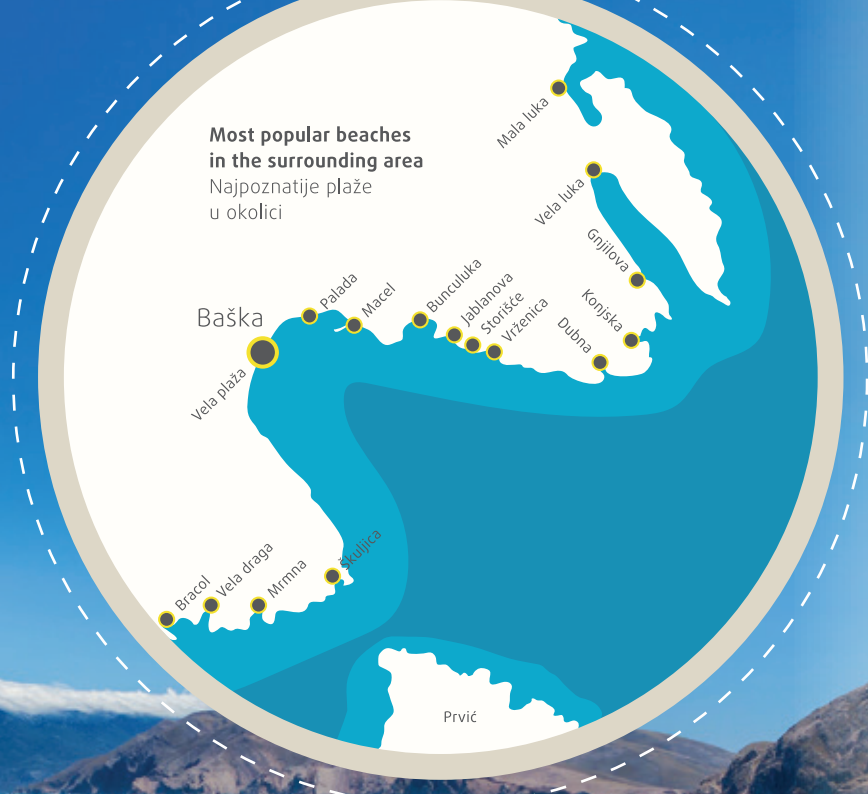 Most popular beaches
in the surrounding area
Najpoznatije plaže
u okolici
Mala luka
Vela luka
Gnjilova
Konjska
Dubna
Vrženica
Storišće
Jablanova
Bunculuka
Macel
Palada
Baška
Vela plaža
Škuljica
Mrmna
Vela draga
Bracol
Prvić